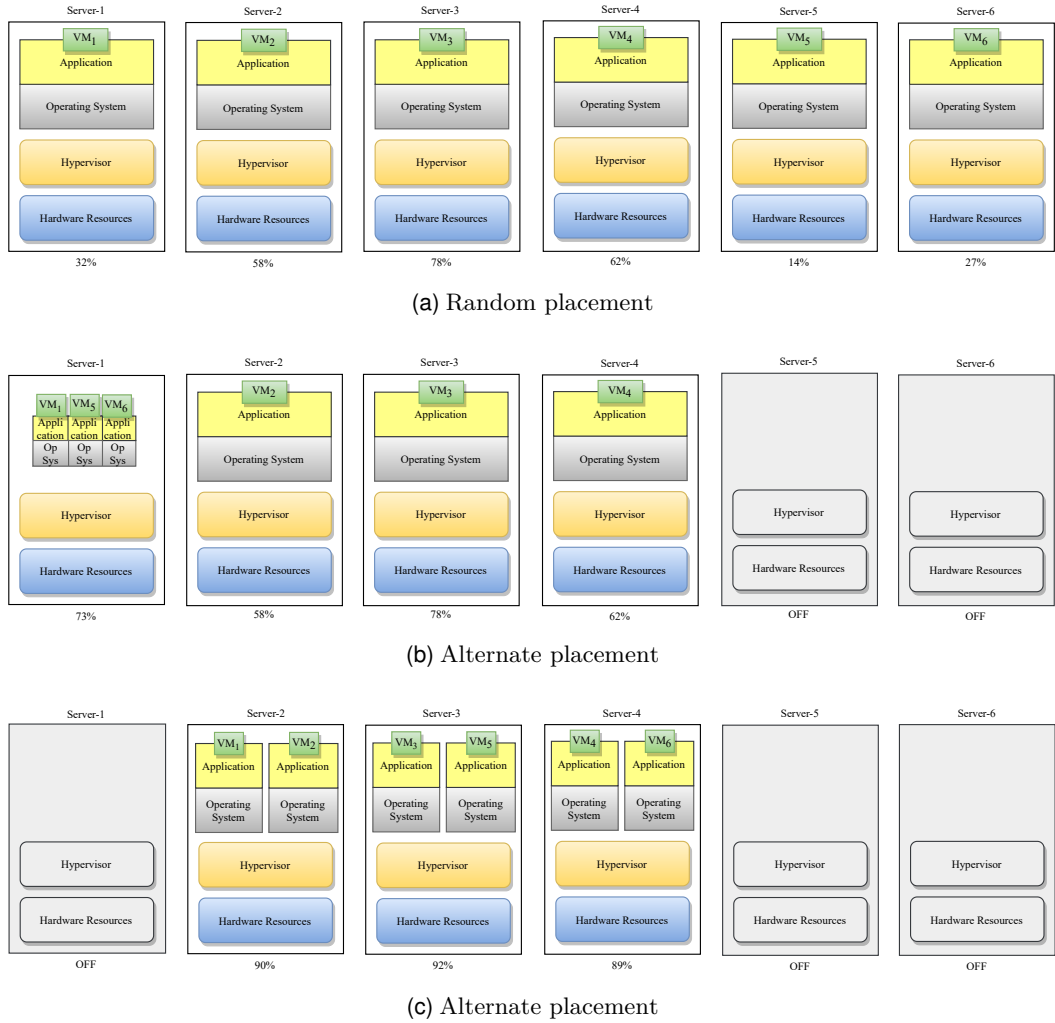 Server-1 Server-2 Server-3 Server-4 Server-5 Server-6
VM1 VM2 VM3 VM4 VM5 VM6
Application Application Application Application Application Application
Operating System Operating System Operating System Operating System Operating System Operating System
Hypervisor Hypervisor Hypervisor Hypervisor Hypervisor Hypervisor
Hardware Resources Hardware Resources Hardware Resources Hardware Resources Hardware Resources Hardware Resources
32% 58% 78% 62% 14% 27%
(a) Random placement
Server-1 Server-2 Server-3 Server-4 Server-5 Server-6
VM1 VM5 VM6 VM2 VM3 VM4
Appli Appli Appli Application Application Application
cation cation cation
Op Op Op Operating System Operating System Operating System
Sys Sys Sys
Hypervisor Hypervisor Hypervisor Hypervisor Hypervisor Hypervisor
Hardware Resources Hardware Resources Hardware Resources Hardware Resources Hardware Resources Hardware Resources
73% 58% 78% 62% OFF OFF
(b) Alternate placement
Server-1 Server-2 Server-3 Server-4 Server-5 Server-6
VM1 VM2 VM3 VM5 VM4 VM6
Application Application Application Application Application Application
Operating Operating Operating Operating Operating Operating
System System System System System System
Hypervisor Hypervisor Hypervisor Hypervisor Hypervisor Hypervisor
Hardware Resources Hardware Resources Hardware Resources Hardware Resources Hardware Resources Hardware Resources
OFF 90% 92% 89% OFF OFF
(c) Alternate placement